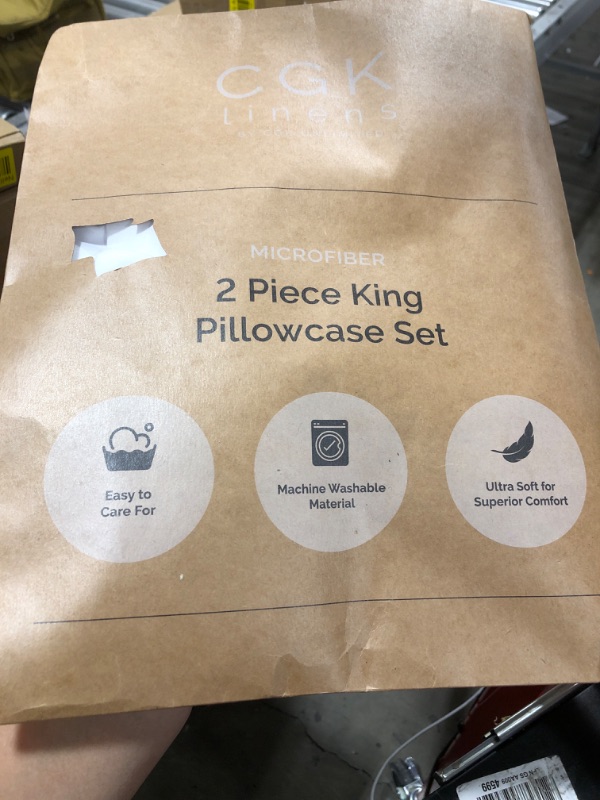 CGK
linens
MICROFIBER
2 Piece King
Pillowcase Set
Easy to
Care For
Machine Washable
Material
Ultra Soft for
Superior Comfort
4599